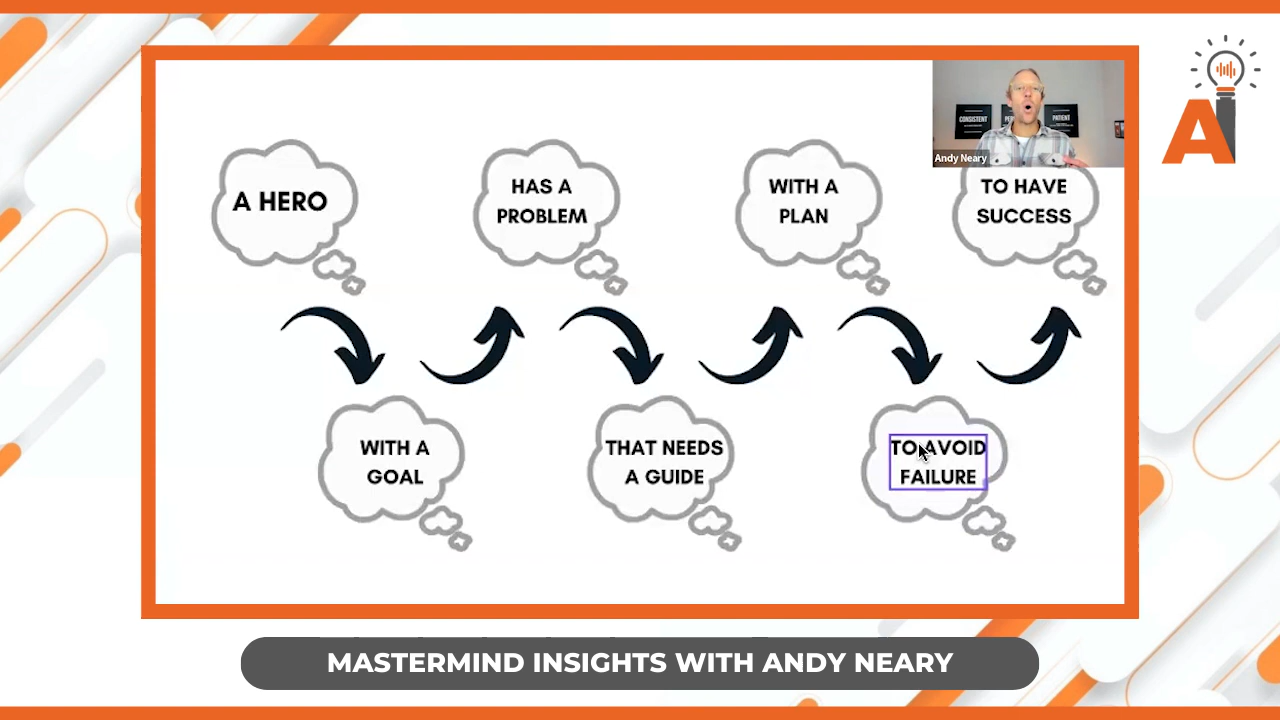 CONSISTENT
PATIENT
Andy Neary
A HERO
HAS A
PROBLEM
WITH A
PLAN
TO HAVE
SUCCESS
WITH A
GOAL
THAT NEEDS
A GUIDE
TO AVOID
FAILURE
AI
MASTERMIND INSIGHTS WITH ANDY NEARY